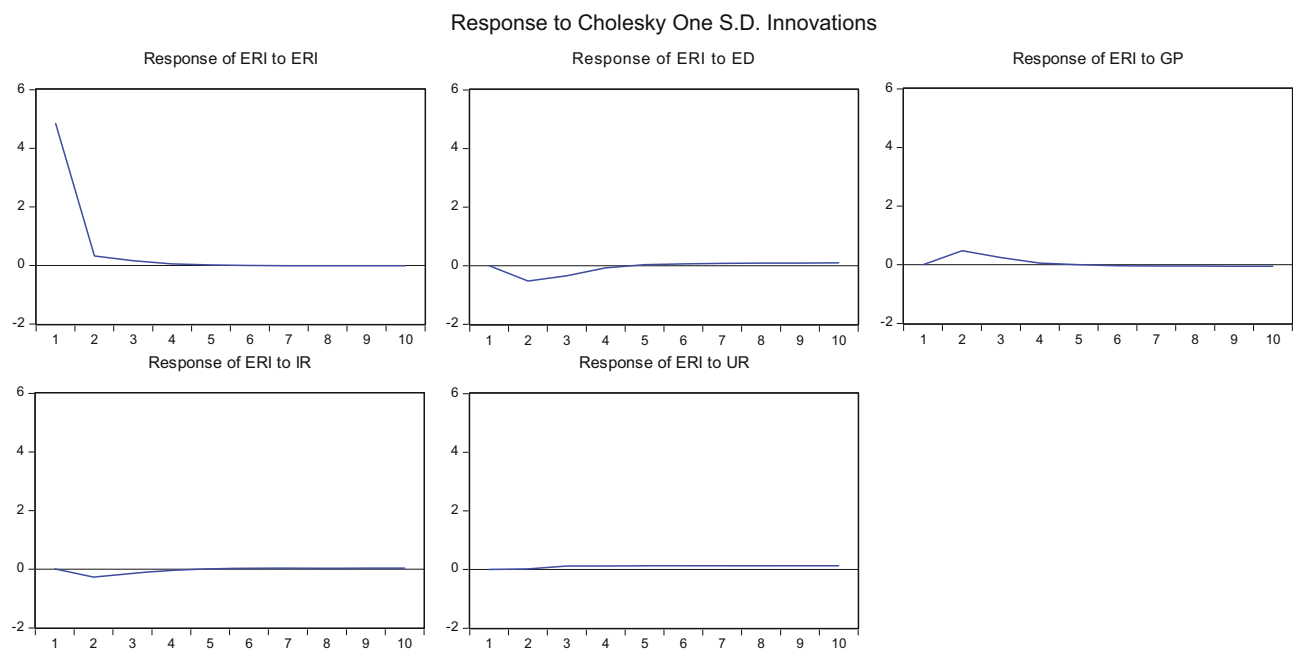 Response to Cholesky One S.D. Innovations
Response of ERI to ERI
Response of ERI to ED
Response of ERI to GP
6
4
2
0
-2
1 2 3 4 5 6 7 8 9 10
6
4
2
0
-2
1 2 3 4 5 6 7 8 9 10
6
4
2
0
-2
1 2 3 4 5 6 7 8 9 10
Response of ERI to IR
Response of ERI to UR
6
4
2
0
-2
1 2 3 4 5 6 7 8 9 10
6
4
2
0
-2
1 2 3 4 5 6 7 8 9 10